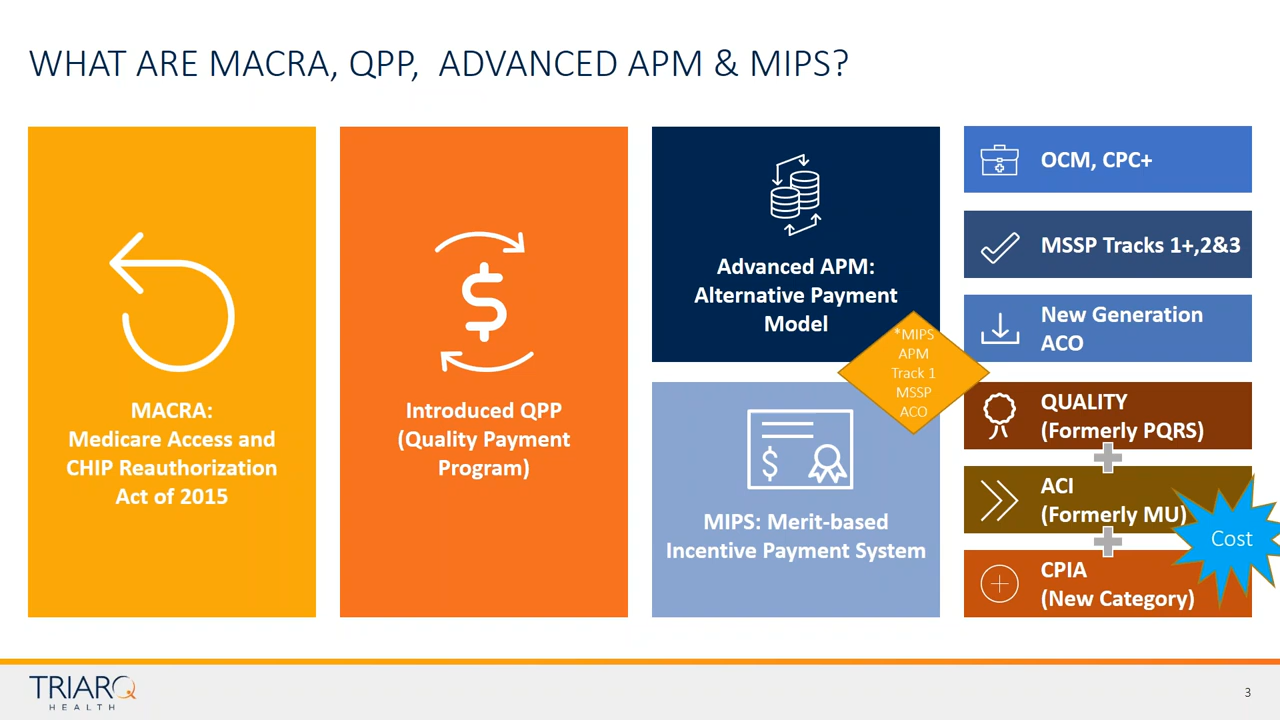 WHAT ARE MACRA, QPP, ADVANCED APM & MIPS?
MACRA:
Medicare Access and
CHIP Reauthorization
Act of 2015
Introduced QPP
(Quality Payment
Program)
Advanced APM:
Alternative Payment
Model
*MIPS
APM
Track 1
MSSP
ACO
MIPS: Merit-based
Incentive Payment System
OCM, CPC+
MSSP Tracks 1+,2&3
New Generation
ACO
QUALITY
(Formerly PQRS)
ACI
(Formerly MU)
Cost
CPIA
(New Category)
TRIARQ
HEALTH
3